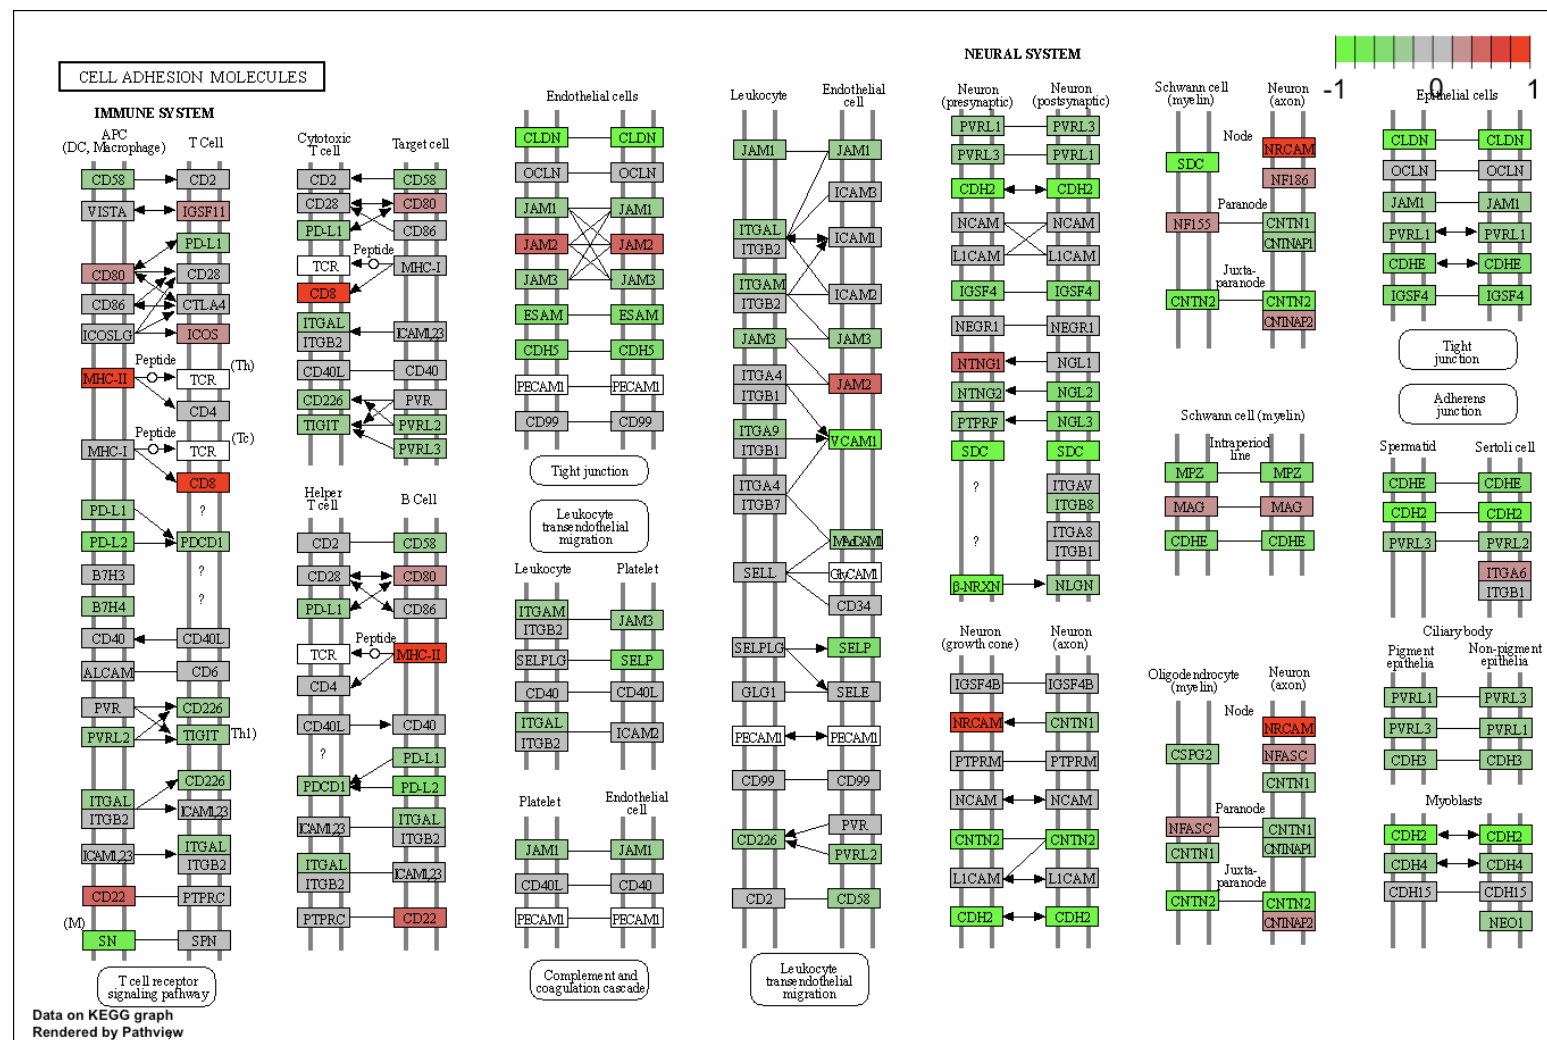 CELL ADHESION MOLECULES
NEURAL SYSTEM
-1 0 1
IMMUNE SYSTEM
APC
(DC, Macrophage)
T Cell
CD58 CD2
VISTA IGSF11
PD-L1
CD80 CD28
CD86 CTLA4
ICOSLG ICOS
Peptide
(Th)
MHC-II TCR
CD4
Peptide
(Tc)
MHC-I TCR
CD8
PD-L1 ?
PD-L2 PDCD1
B7H3 ?
B7H4 ?
CD40 CD40L
ALCAM CD6
PVR CD226
PVRL2 TIGIT Th1)
CD226
ITGAL
ITGB2
ICAM1,2,3
ICAM1,2,3 ITGAL
ITGB2
CD22 PTPRC
(M)
SN SPN
T cell receptor
signaling pathway
Cytotoxic
T cell
Target cell
CD2 CD58
CD28 CD80
PD-L1 CD86
Peptide
TCR MHC-I
CD8
ITGAL
ITGB2
ICAM1,2,3
CD40L CD40
CD226 PVR
TIGIT PVRL2
PVRL3
Helper
T cell
B Cell
CD2 CD58
CD28 CD80
PD-L1 CD86
Peptide
TCR MHC-II
CD4
CD40L CD40
? PD-L1
PDCD1 PD-L2
ICAM1,2,3 ITGAL
ITGB2
ITGAL
ITGB2
ICAM1,2,3
PTPRC CD22
Endothelial cells
CLDN CLDN
OCLN OCLN
JAM1 JAM1
JAM2 JAM2
JAM3 JAM3
ESAM ESAM
CDH5 CDH5
PECAM1 PECAM1
CD99 CD99
Tight junction
Leukocyte
transendothelial
migration
Leukocyte Platelet
ITGAM
ITGB2
JAM3
SELPLG SELP
CD40 CD40L
ITGAL
ITGB2
ICAM2
Platelet
Endothelial
cell
JAM1 JAM1
CD40L CD40
PECAM1 PECAM1
Complement and
coagulation cascade
Leukocyte
Endothelial
cell
JAM1 JAM1
ICAM3
ITGAL
ITGB2
ICAM1
ITGAM
ITGB2
ICAM2
JAM3 JAM3
ITGA4
ITGB1
JAM2
ITGA9
ITGB1
VCAM1
ITGA4
ITGB7
MAdCAM1
SELL GlyCAM1
CD34
SELPLG SELP
GLG1 SELE
PECAM1 PECAM1
CD99 CD99
PVR
CD226 PVRL2
CD2 CD58
Leukocyte
transendothelial
migration
Neuron
(presynaptic)
Neuron
(postsynaptic)
PVRL1 PVRL3
PVRL3 PVRL1
CDH2 CDH2
NCAM NCAM
L1CAM L1CAM
IGSF4 IGSF4
NEGR1 NEGR1
NTNG1 NGL1
NTNG2 NGL2
PTPRF NGL3
SDC SDC
? ITGAV
ITGB8
? ITGA8
ITGB1
β-NRXN NLGN
Neuron
(growth cone)
Neuron
(axon)
IGSF4B IGSF4B
NRCAM CNTN1
PTPRM PTPRM
NCAM NCAM
CNTN2 CNTN2
L1CAM L1CAM
CDH2 CDH2
Schwann cell
(myelin)
Neuron
(axon)
Node
SDC NRCAM
NF186
Paranode
NF155 CNTN1
CNTNAP1
Juxta-
paranode
CNTN2 CNTN2
CNTNAP2
Schwann cell (myelin)
Intraperiod
line
MPZ MPZ
MAG MAG
CDHE CDHE
Oligodendrocyte
(myelin)
Neuron
(axon)
Node
NRCAM
CSPG2 NFASC
CNTN1
Paranode
NFASC CNTN1
CNTN1 CNTNAP1
Juxta-
paranode
CNTN2 CNTN2
CNTNAP2
Epithelial cells
CLDN CLDN
OCLN OCLN
JAM1 JAM1
PVRL1 PVRL1
CDHE CDHE
IGSF4 IGSF4
Tight
junction
Adherens
junction
Spermatid Sertoli cell
CDHE CDHE
CDH2 CDH2
PVRL3 PVRL2
ITGA6
ITGB1
Ciliary body
Pigment
epithelia
Non-pigment
epithelia
PVRL1 PVRL3
PVRL3 PVRL1
CDH3 CDH3
Myoblasts
CDH2 CDH2
CDH4 CDH4
CDH15 CDH15
NEO1
Data on KEGG graph
Rendered by Pathview